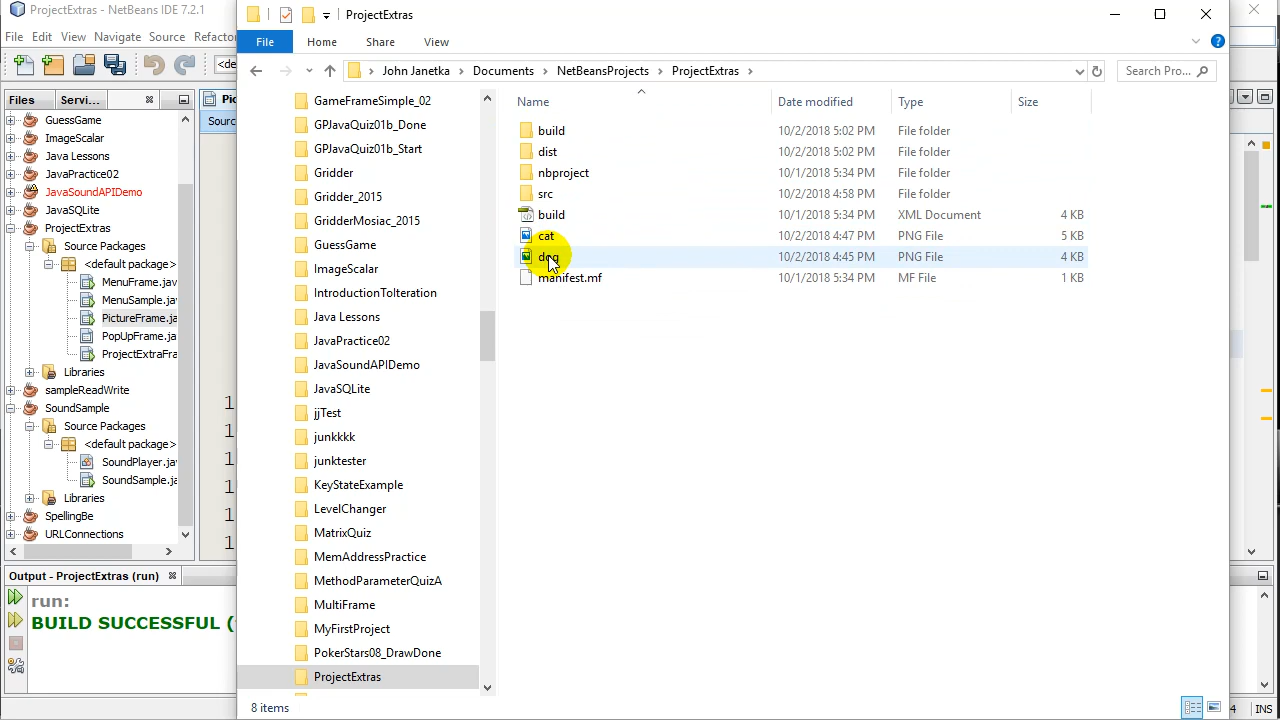 ProjectExtras - NetBeans IDE 7.2.1
File Edit View Navigate Source Refactor
Files
Servi...
GuessGame
ImageScalar
Java Lessons
JavaPractice02
JavaSoundAPIDemo
JavaSQLite
ProjectExtras
Source Packages
<default package>
MenuFrame.jav
MenuSample.ja
PictureFrame.ja
PopUpFrame.ja
ProjectExtraFra
Libraries
sampleReadWrite
SoundSample
Source Packages
<default package>
SoundPlayer.ja
SoundSample.ja
Libraries
SpellingBe
URLConnections
Output - ProjectExtras (run)
run:
BUILD SUCCESSFUL (
ProjectExtras
File Home Share View
John Janetka > Documents > NetBeansProjects > ProjectExtras >
Search Pro...
GameFrameSimple_02
GPJavaQuiz01b_Done
GPJavaQuiz01b_Start
Gridder
Gridder_2015
GridderMosiac_2015
GuessGame
ImageScalar
IntroductionToIteration
Java Lessons
JavaPractice02
JavaSoundAPIDemo
JavaSQLite
jjTest
junkkkk
junktester
KeyStateExample
LevelChanger
MatrixQuiz
MemAddressPractice
MethodParameterQuizA
MultiFrame
MyFirstProject
PokerStars08_DrawDone
ProjectExtras
Name Date modified Type Size
build 10/2/2018 5:02 PM File folder
dist 10/2/2018 5:02 PM File folder
nbproject 10/1/2018 5:34 PM File folder
src 10/2/2018 4:58 PM File folder
build 10/1/2018 5:34 PM XML Document 4 KB
cat 10/2/2018 4:47 PM PNG File 5 KB
dog 10/2/2018 4:45 PM PNG File 4 KB
manifest.mf 10/1/2018 5:34 PM MF File 1 KB
8 items
INS